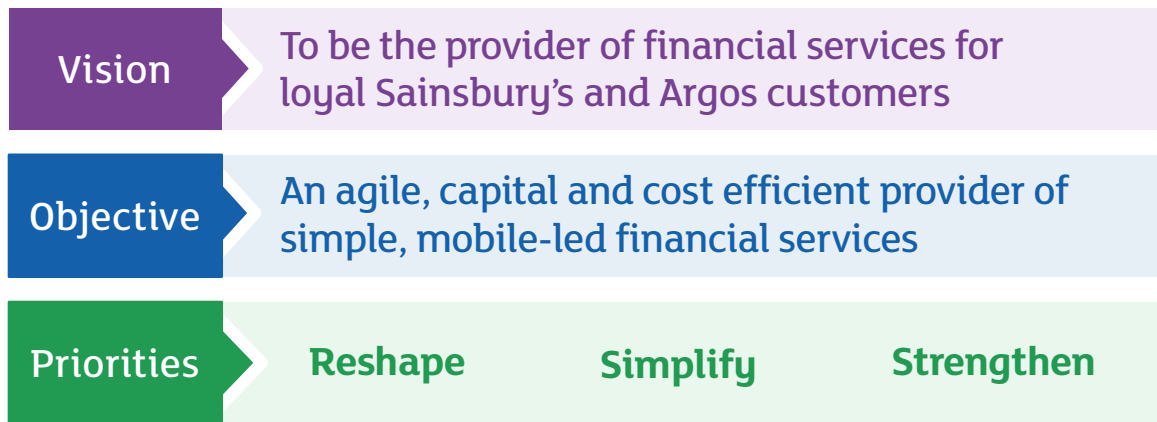 Vision
To be the provider of financial services for
loyal Sainsbury's and Argos customers
Objective
An agile, capital and cost efficient provider of
simple, mobile-led financial services
Priorities
Reshape Simplify Strengthen